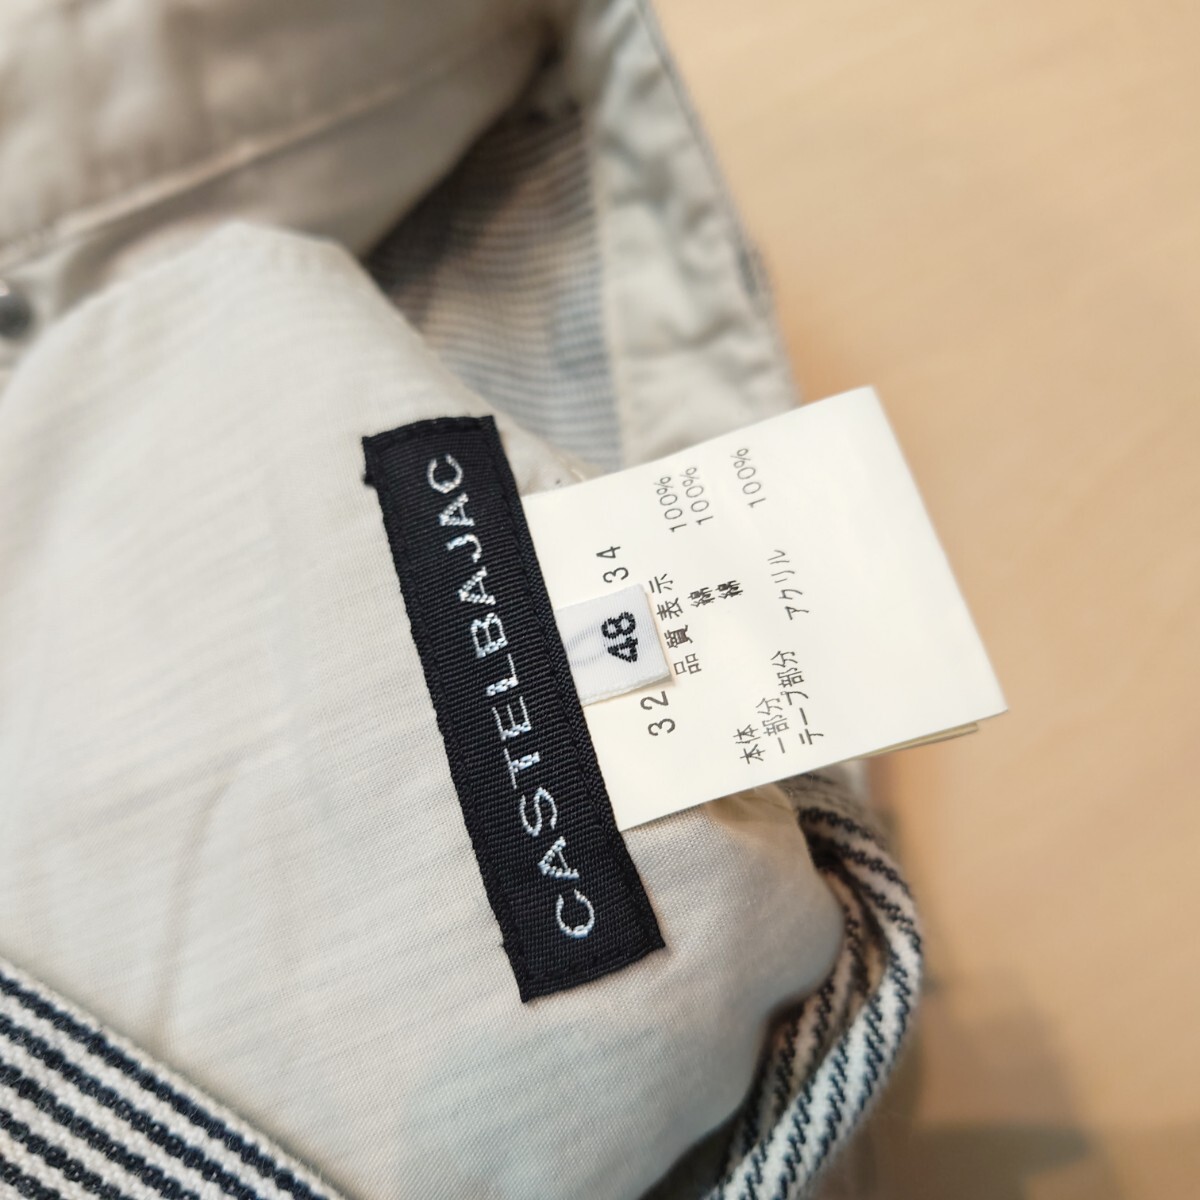 CASTELBAJAC
48
32 34
品質表示
本体 綿 100%
一部分 綿 100%
テープ部分 アクリル 100%